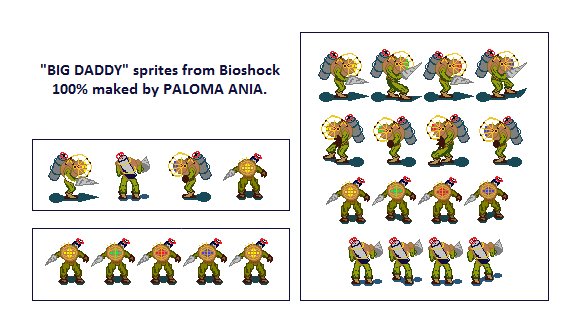 "BIG DADDY" sprites from Bioshock
100% maked by PALOMA ANIA.